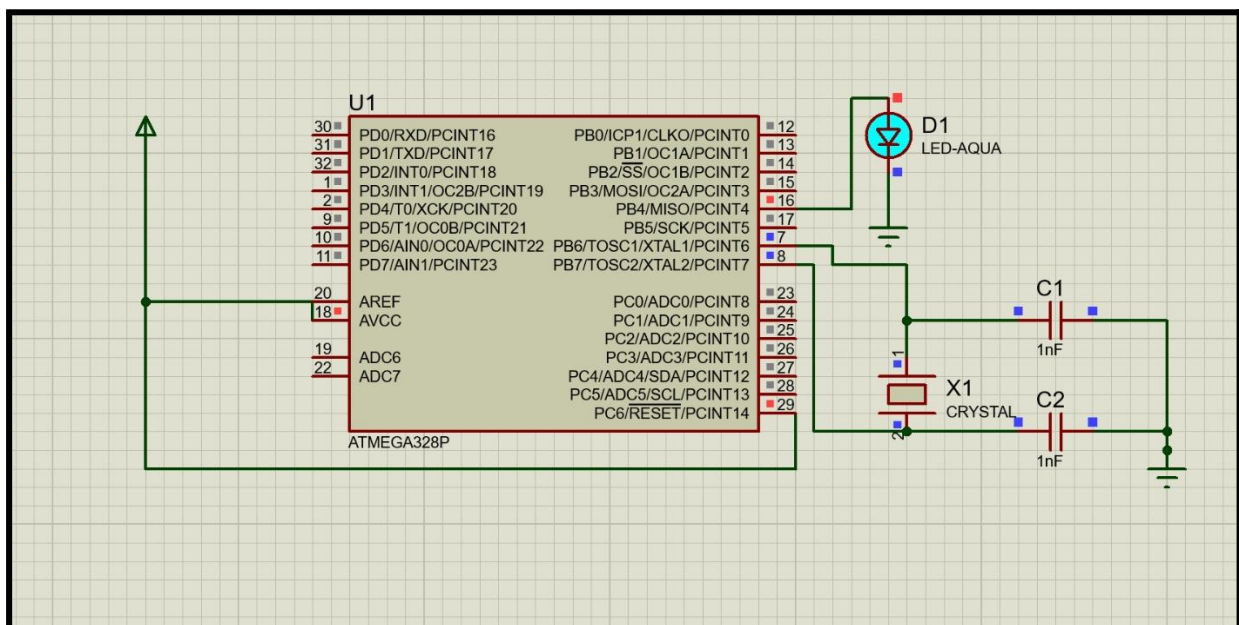 U1
30 PD0/RXD/PCINT16
31 PD1/TXD/PCINT17
32 PD2/INT0/PCINT18
1 PD3/INT1/OC2B/PCINT19
2 PD4/T0/XCK/PCINT20
9 PD5/T1/OC0B/PCINT21
10 PD6/AIN0/OC0A/PCINT22
11 PD7/AIN1/PCINT23
20 AREF
18 AVCC
19 ADC6
22 ADC7
PB0/ICP1/CLKO/PCINT0 12
PB1/OC1A/PCINT1 13
PB2/SS/OC1B/PCINT2 14
PB3/MOSI/OC2A/PCINT3 15
PB4/MISO/PCINT4 16
PB5/SCK/PCINT5 17
PB6/TOSC1/XTAL1/PCINT6 7
PB7/TOSC2/XTAL2/PCINT7 8
PC0/ADC0/PCINT8 23
PC1/ADC1/PCINT9 24
PC2/ADC2/PCINT10 25
PC3/ADC3/PCINT11 26
PC4/ADC4/SDA/PCINT12 27
PC5/ADC5/SCL/PCINT13 28
PC6/RESET/PCINT14 29
ATMEGA328P
D1
LED-AQUA
C1
1nF
1
X1
CRYSTAL
2
C2
1nF